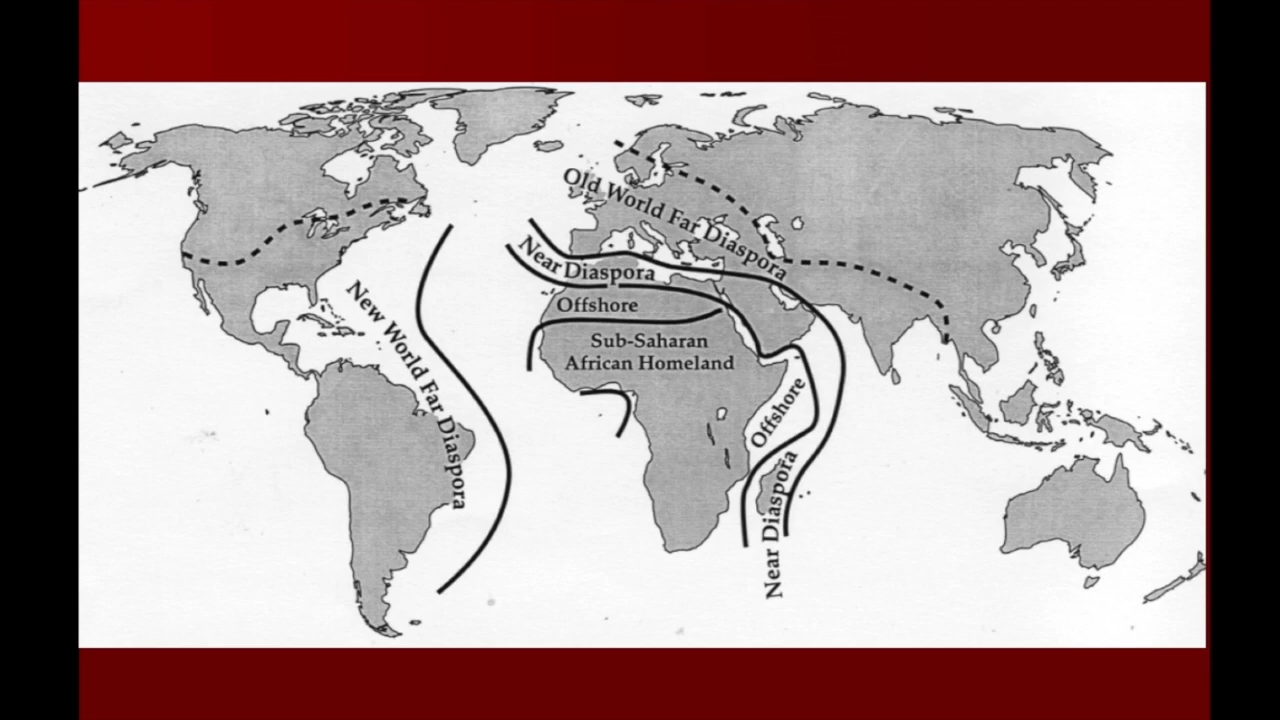 Old World Far Diaspora
Near Diaspora
Offshore
New World Far Diaspora
Sub-Saharan
African Homeland
Offshore
Near Diaspora